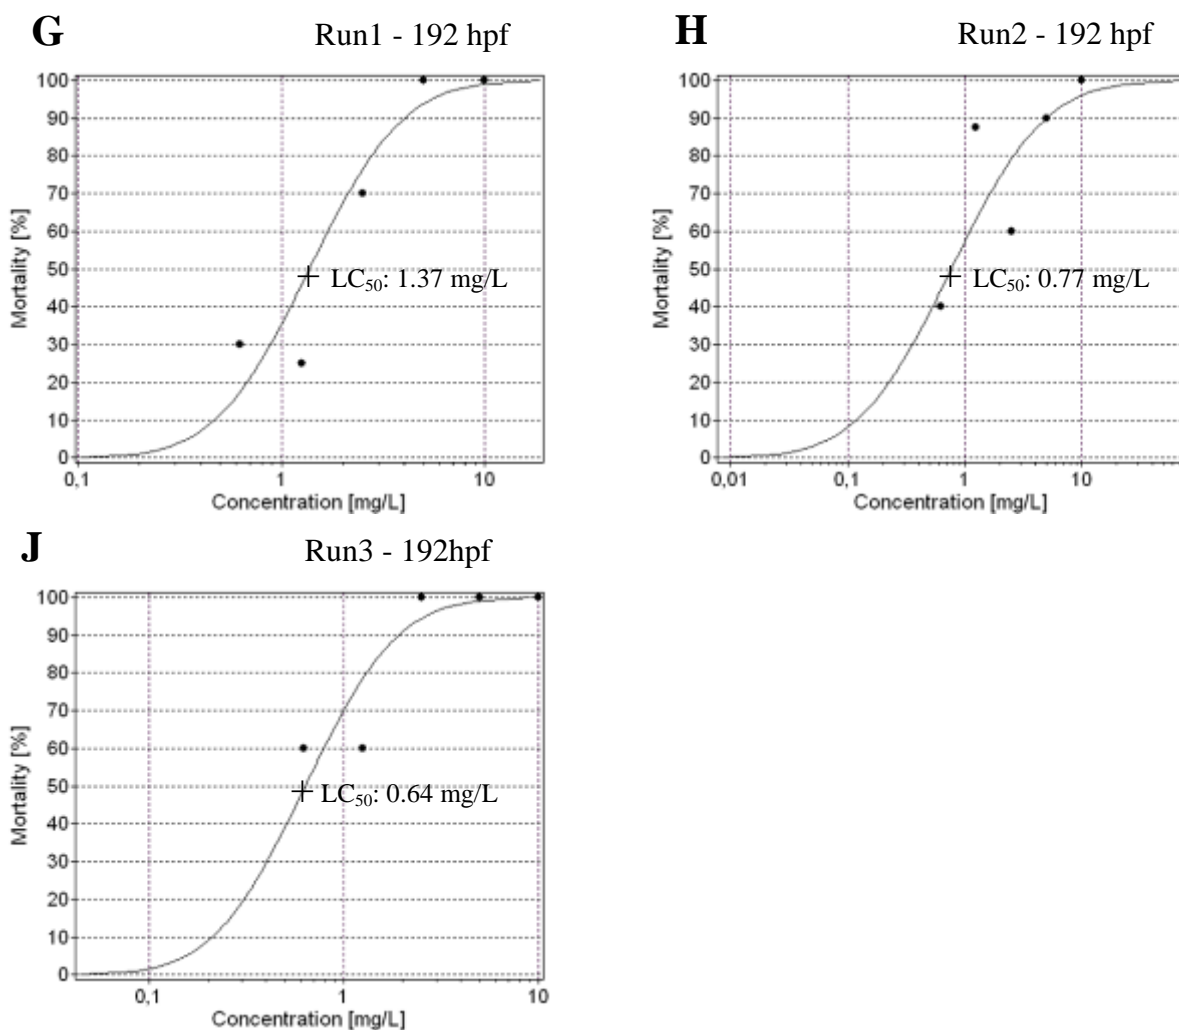 G
Run1 - 192 hpf
100
90
80
70
60
50
40
30
20
10
0
Mortality [%]
LC₅₀: 1.37 mg/L
0,1
1
10
Concentration [mg/L]
H
Run2 - 192 hpf
100
90
80
70
60
50
40
30
20
10
0
Mortality [%]
LC₅₀: 0.77 mg/L
0,01
0,1
1
10
Concentration [mg/L]
J
Run3 - 192hpf
100
90
80
70
60
50
40
30
20
10
0
Mortality [%]
LC₅₀: 0.64 mg/L
0,1
1
10
Concentration [mg/L]